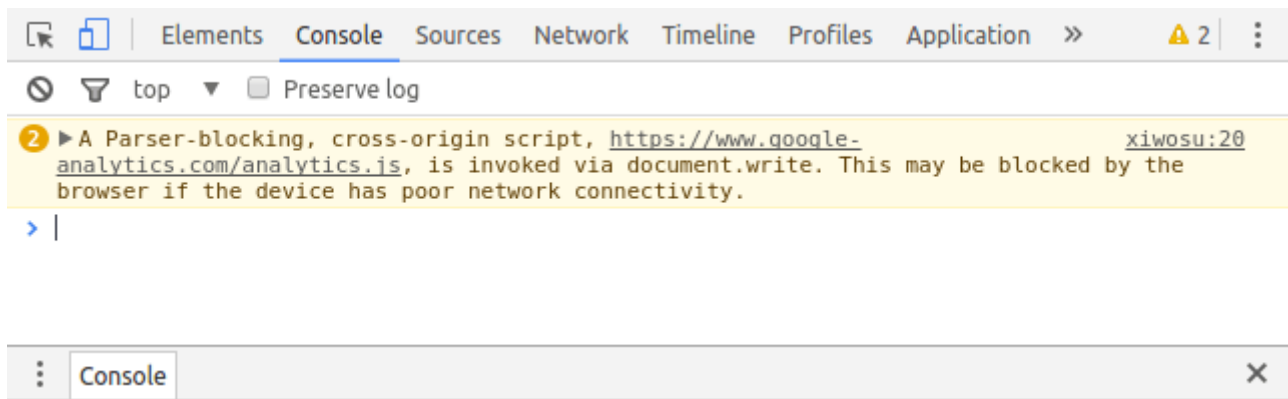 Elements Console Sources Network Timeline Profiles Application » 2
top ▼ Preserve log
2 ▶ A Parser-blocking, cross-origin script, https://www.google- xiwosu:20
analytics.com/analytics.js, is invoked via document.write. This may be blocked by the
browser if the device has poor network connectivity.
>
Console ×